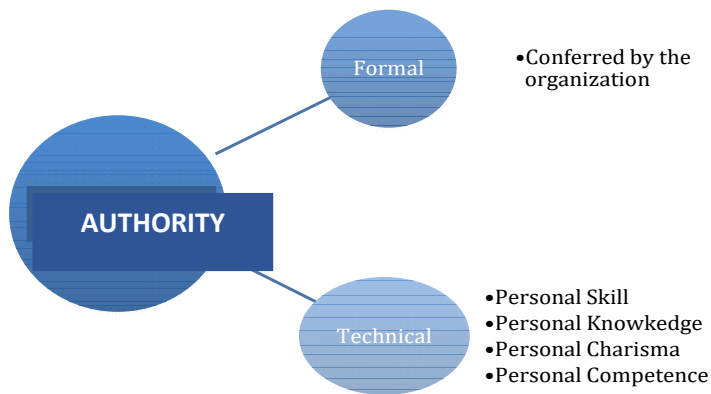 Formal
•Conferred by the
organization
AUTHORITY
Technical
•Personal Skill
•Personal Knowkedge
•Personal Charisma
•Personal Competence